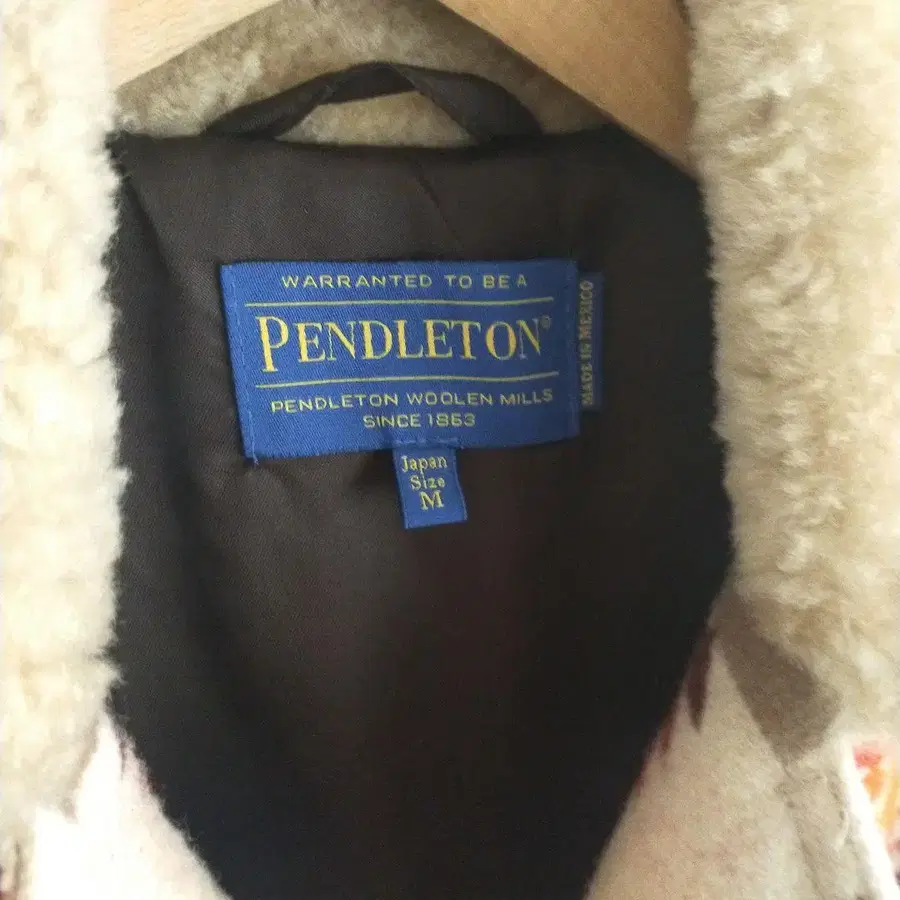 WARRANTED TO BE A
PENDLETON®
PENDLETON WOOLEN MILLS
SINCE 1863
MADE IN MEXICO
Japan
Size
M